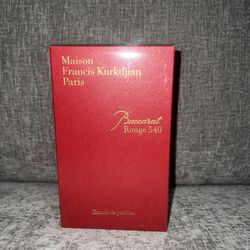 Maison
Francis Kurkdjian
Paris
Baccarat
Rouge 540
Extrait de parfum